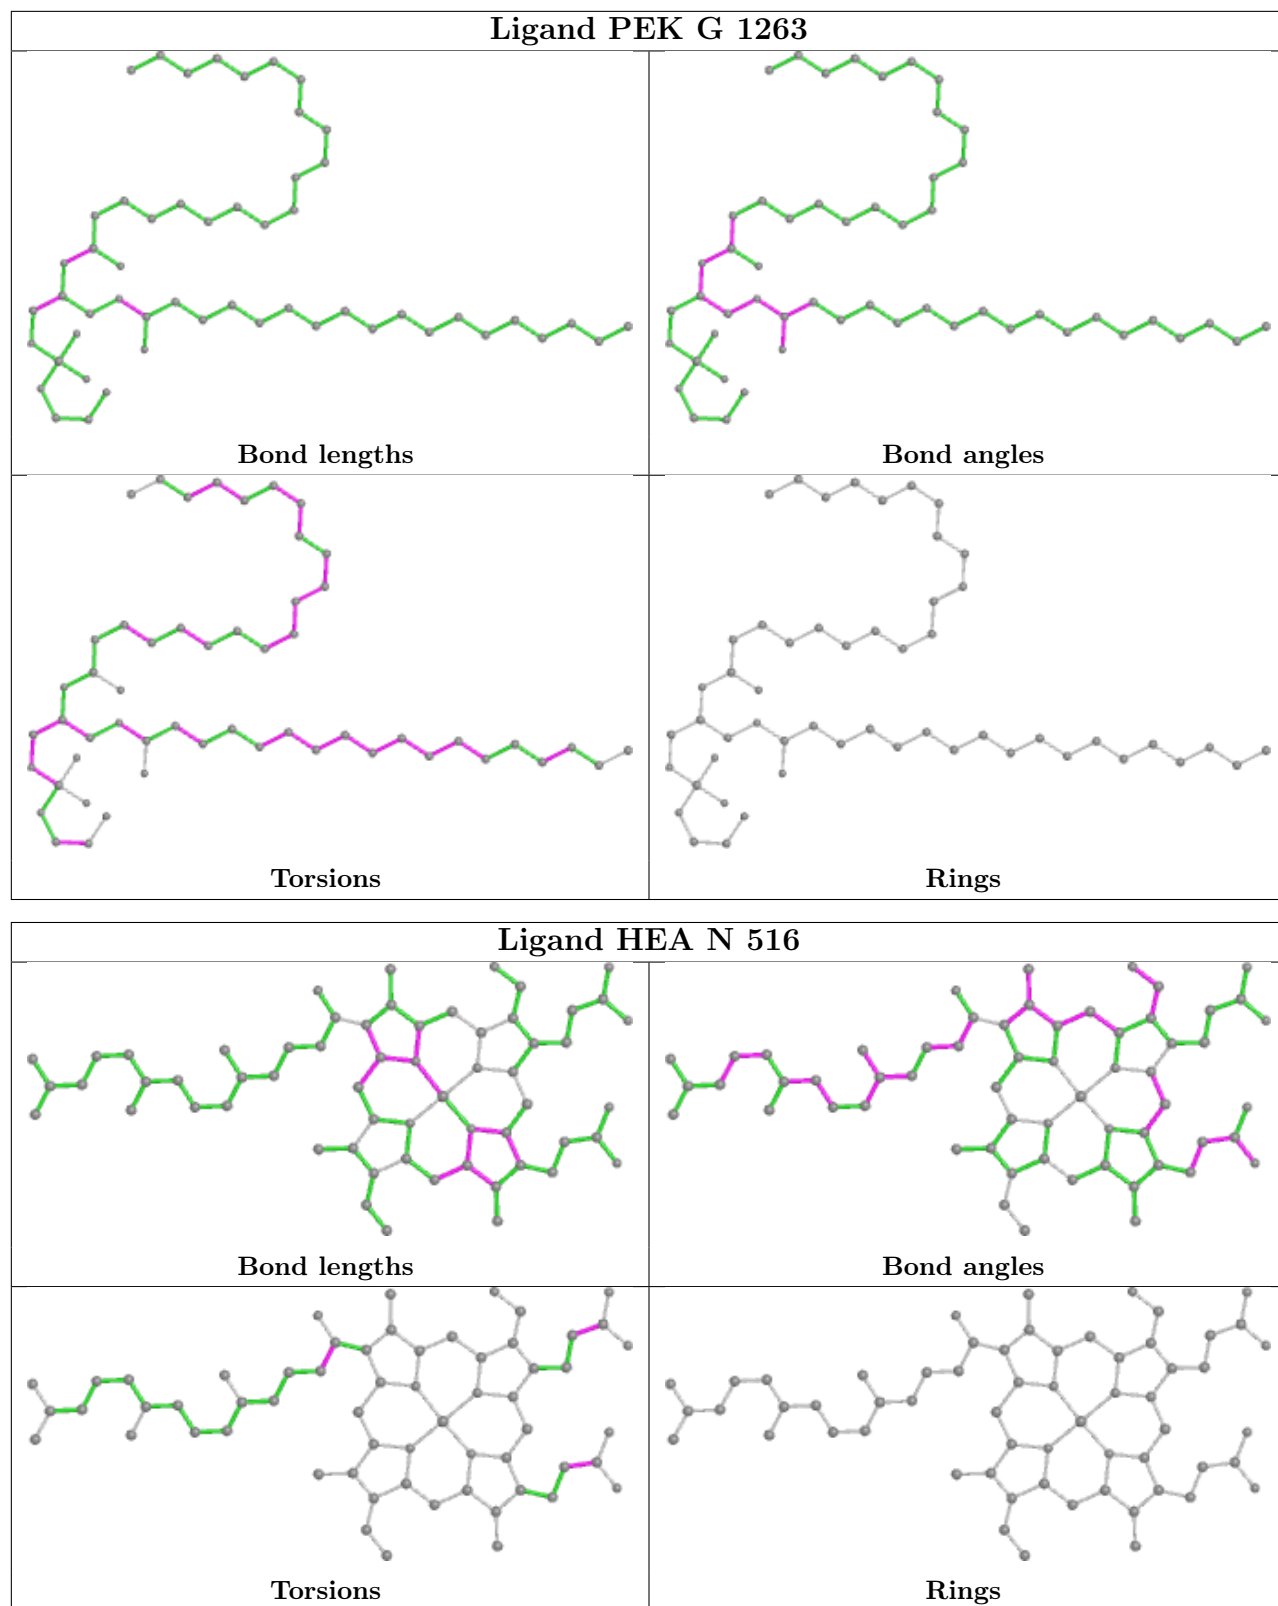 Ligand PEK G 1263
Bond lengths
Bond angles
Torsions
Rings
Ligand HEA N 516
Bond lengths
Bond angles
Torsions
Rings